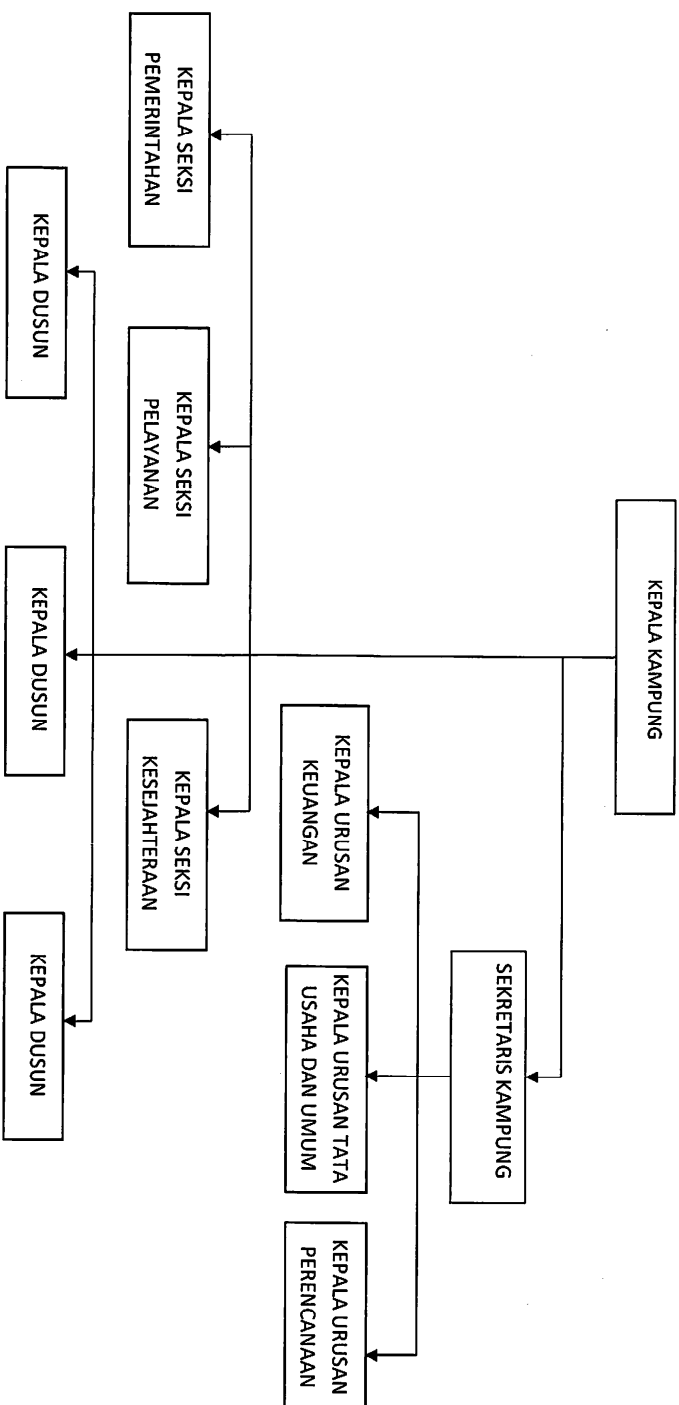 KEPALA KAMPUNG
SEKRETARIS KAMPUNG
KEPALA URUSAN
KEUANGAN
KEPALA URUSAN TATA
USAHA DAN UMUM
KEPALA URUSAN
PERENCANAAN
KEPALA SEKSI
PEMERINTAHAN
KEPALA SEKSI
PELAYANAN
KEPALA SEKSI
KESEJAHTERAAN
KEPALA DUSUN
KEPALA DUSUN
KEPALA DUSUN